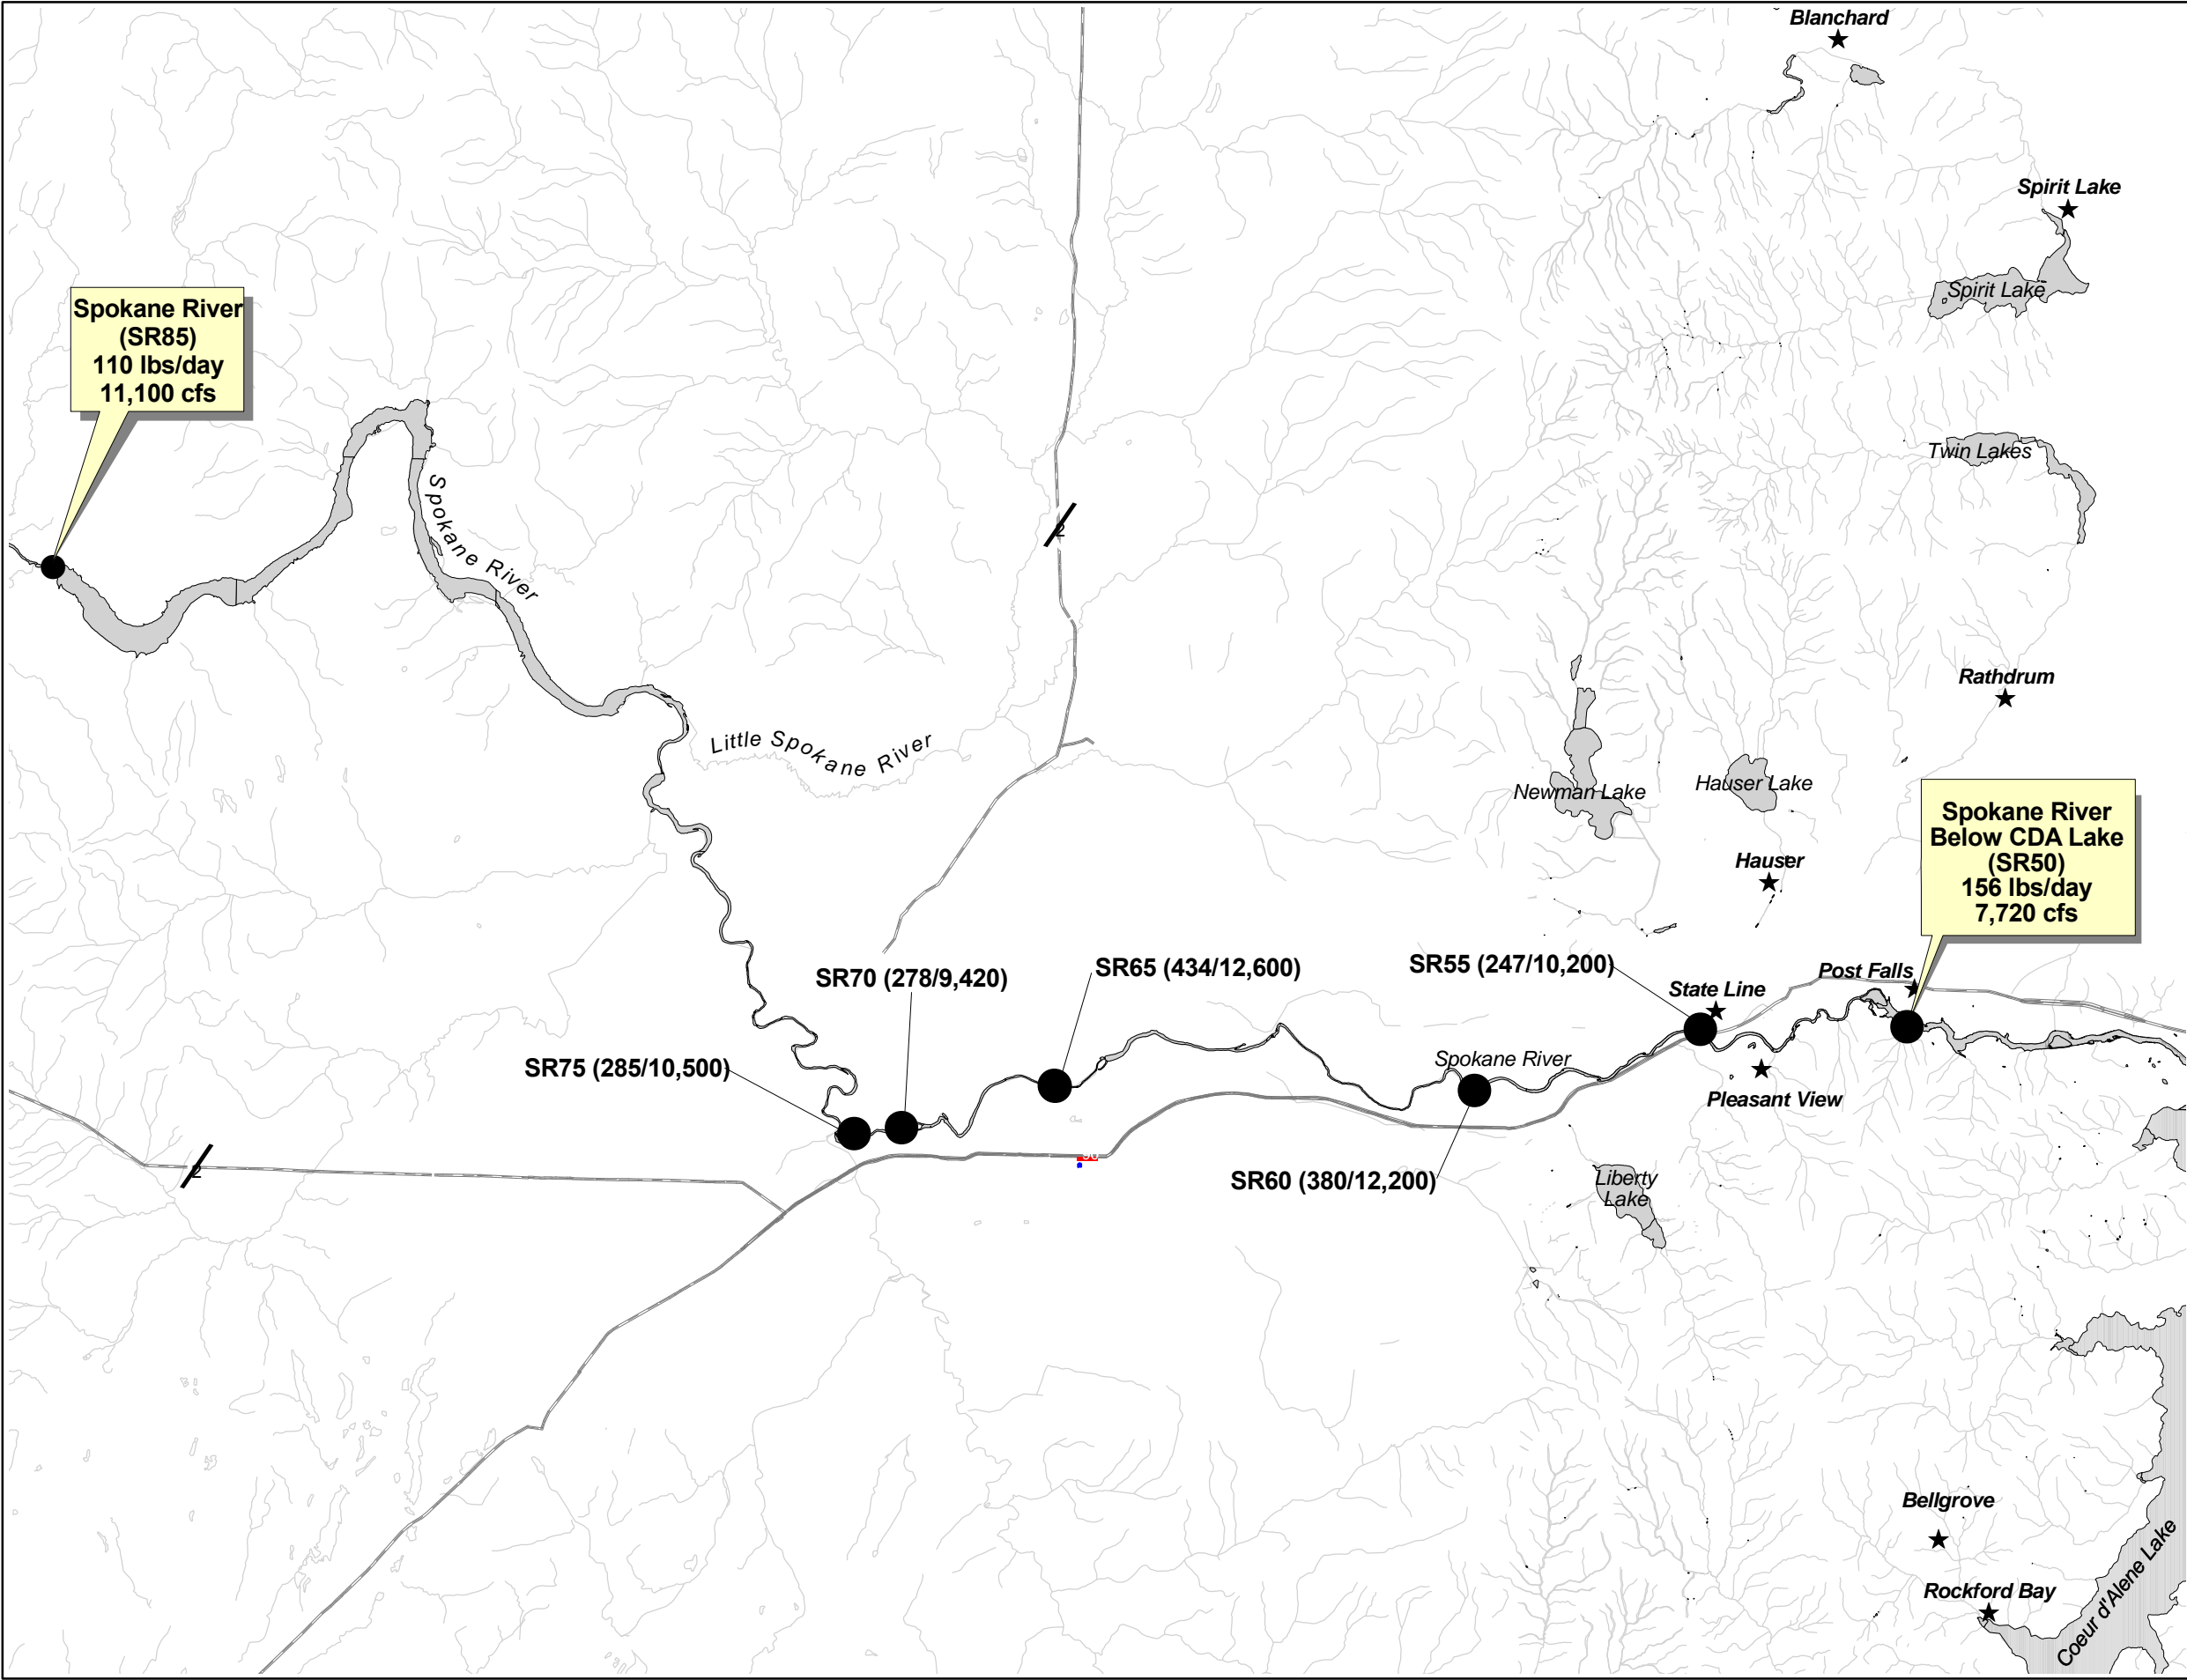 Blanchard
Spirit Lake
Spirit Lake
Spokane River
(SR85)
110 lbs/day
11,100 cfs
Twin Lakes
Spokane River
2
Rathdrum
Little Spokane River
Newman Lake
Hauser Lake
Spokane River
Below CDA Lake
(SR50)
156 lbs/day
7,720 cfs
Hauser
SR70 (278/9,420)
SR65 (434/12,600)
SR55 (247/10,200)
Post Falls
State Line
SR75 (285/10,500)
Spokane River
Pleasant View
2
SR60 (380/12,200)
Liberty
Lake
Bellgrove
Rockford Bay
Coeur d'Alene Lake